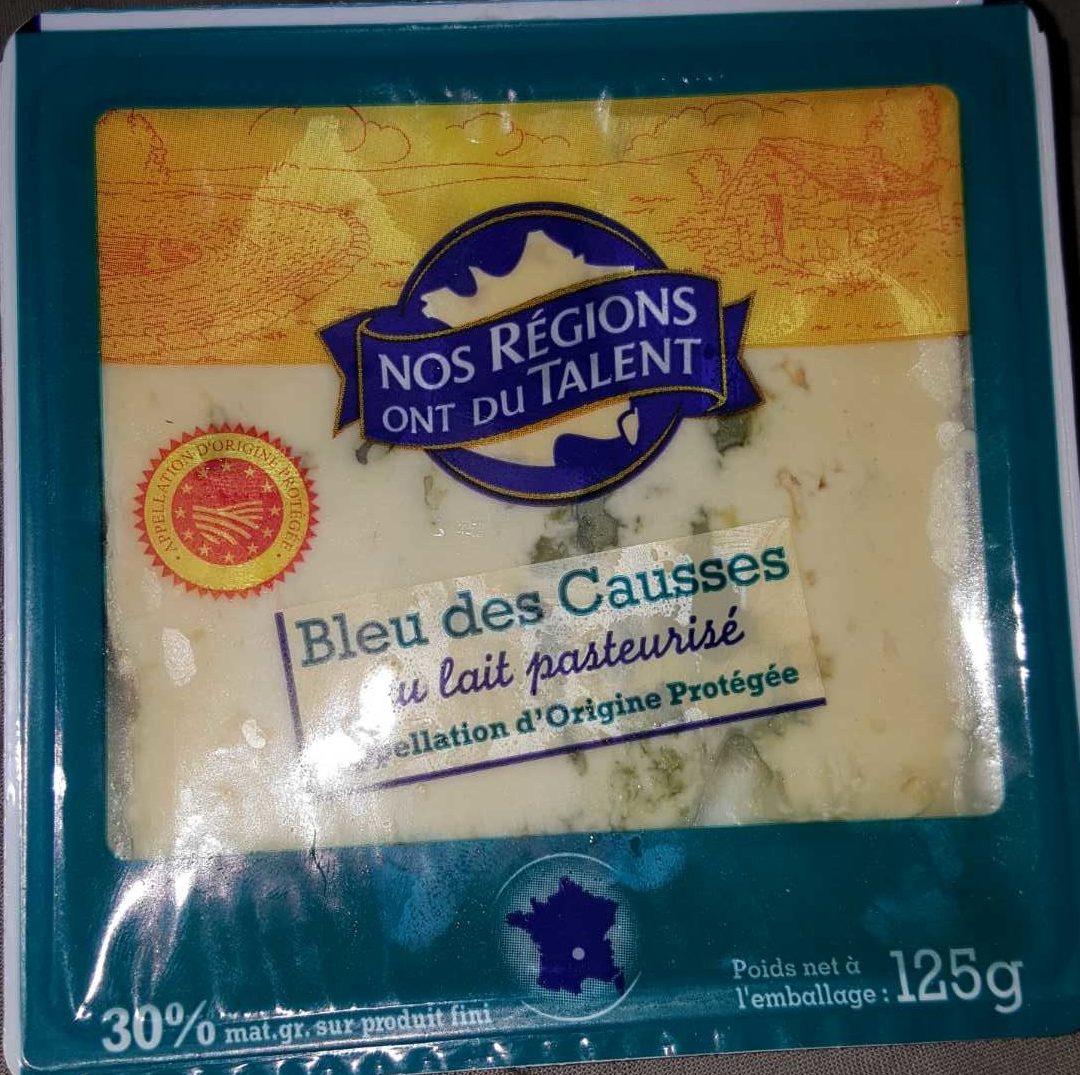 NOS RÉGIONS
ONT DU TALENT
APPELLATION D'ORIGINE PROTÉGÉE
Bleu des Causses
lait pasteurisé
d'Origine Protégée
30% mat.gr. sur produit fini
Poids net à
l'emballage : 125g